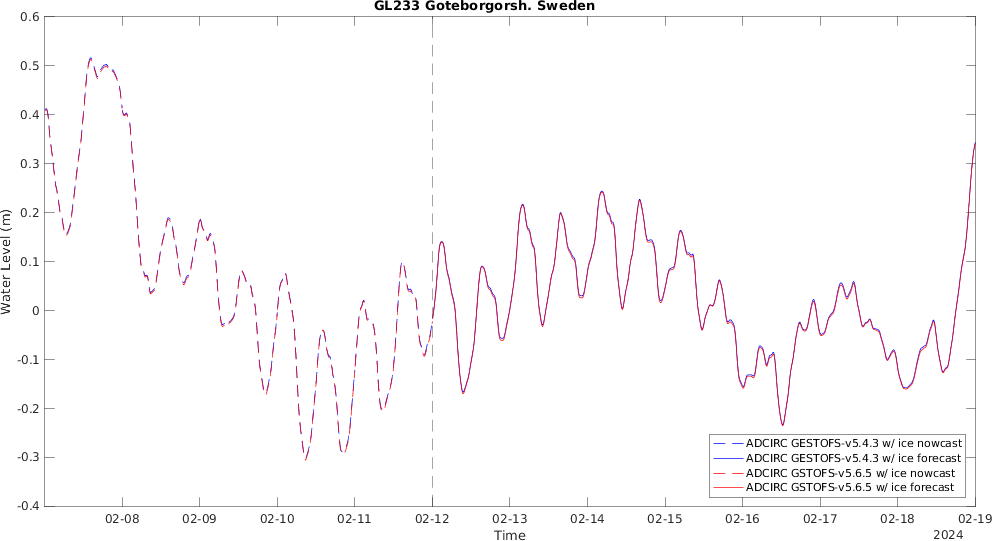 GL233 Goteborgorsh. Sweden
0.6
0.5
0.4
0.3
0.2
0.1
0
-0.1
-0.2
-0.3
-0.4
Water Level (m)
02-08 02-09 02-10 02-11 02-12 02-13 02-14 02-15 02-16 02-17 02-18 02-19
Time
2024
ADCIRC GESTOFS-v5.4.3 w/ ice nowcast
ADCIRC GESTOFS-v5.4.3 w/ ice forecast
ADCIRC GSTOFS-v5.6.5 w/ ice nowcast
ADCIRC GSTOFS-v5.6.5 w/ ice forecast